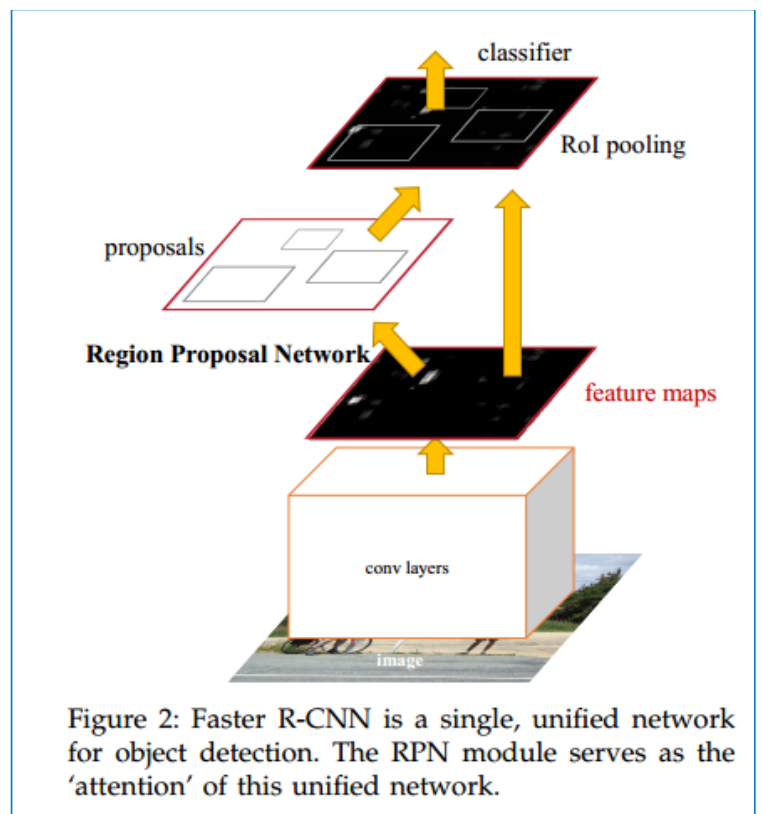 classifier
RoI pooling
proposals
Region Proposal Network
feature maps
conv layers
image
Figure 2: Faster R-CNN is a single, unified network
for object detection. The RPN module serves as the
‘attention’ of this unified network.